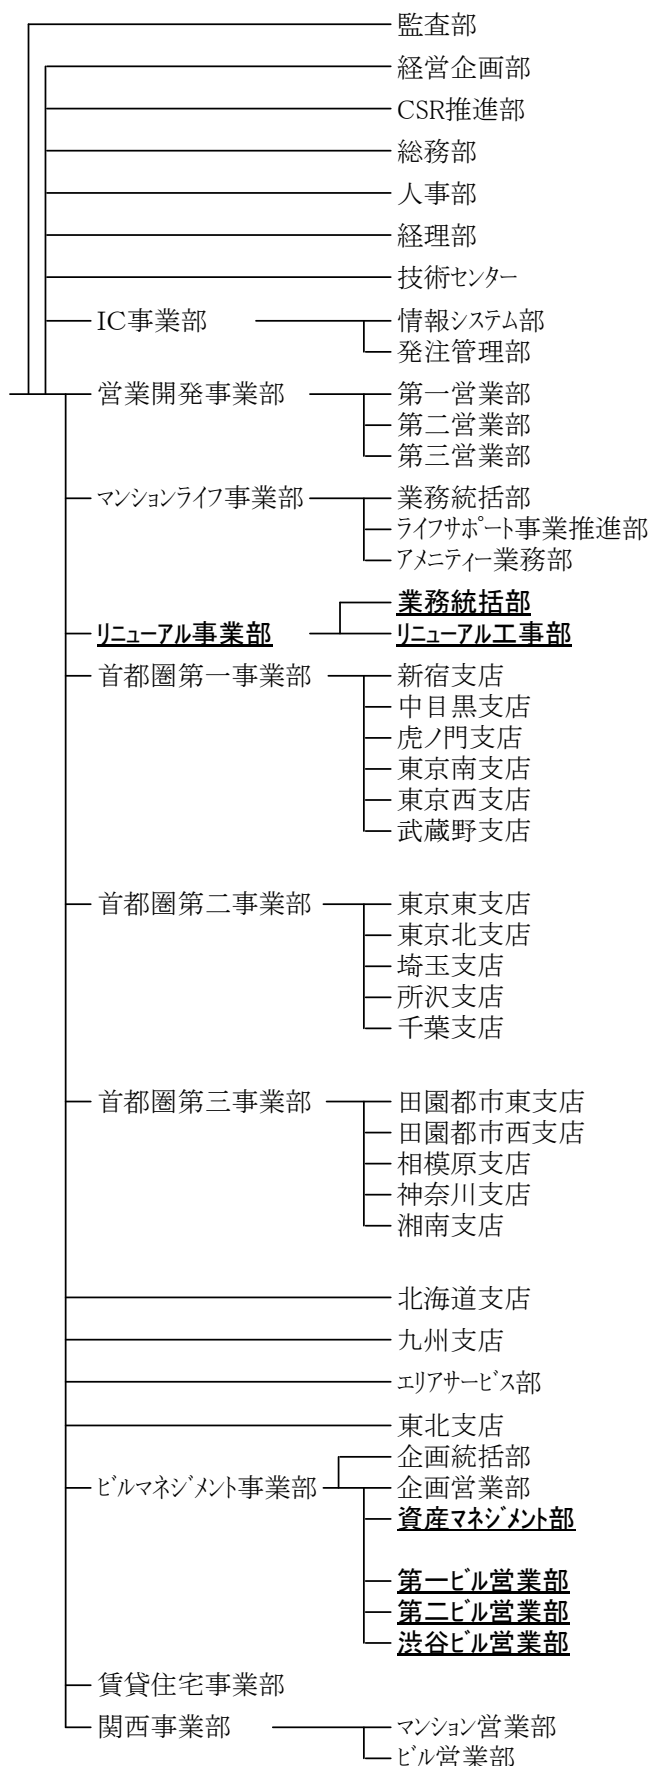 監査部
経営企画部
CSR推進部
総務部
人事部
経理部
技術センター
IC事業部 情報システム部
発注管理部
営業開発事業部 第一営業部
第二営業部
第三営業部
マンションライフ事業部 業務統括部
ライフサポート事業推進部
アメニティー業務部
業務統括部
リニューアル事業部 リニューアル工事部
首都圏第一事業部 新宿支店
中目黒支店
虎ノ門支店
東京南支店
東京西支店
武蔵野支店
首都圏第二事業部 東京東支店
東京北支店
埼玉支店
所沢支店
千葉支店
首都圏第三事業部 田園都市東支店
田園都市西支店
相模原支店
神奈川支店
湘南支店
北海道支店
九州支店
エリアサービス部
東北支店
企画統括部
ビルマネジメント事業部 企画営業部
資産マネジメント部
第一ビル営業部
第二ビル営業部
渋谷ビル営業部
賃貸住宅事業部
関西事業部 マンション営業部
ビル営業部